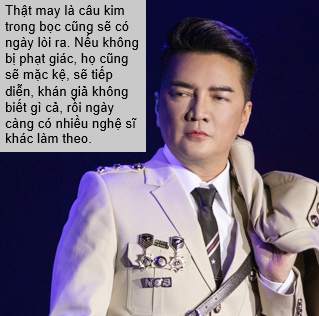 Thật may là câu kim
trong bọc cũng sẽ có
ngày lòi ra. Nếu không
bị phạt giác, họ cũng
sẽ mặc kệ, sẽ tiếp
diễn, khán giả không
biết gì cả, rồi ngày
càng có nhiều nghệ sĩ
khác làm theo.